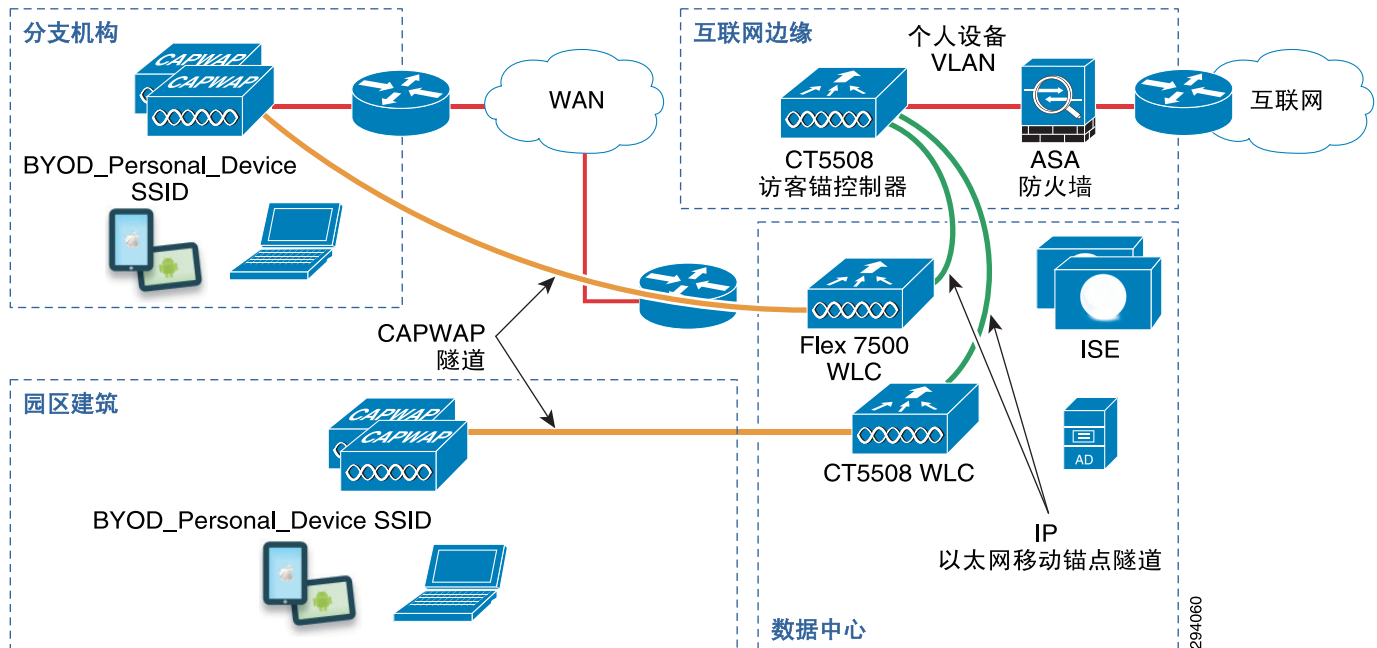 分支机构
CAPWAP
CAPWAP
BYOD_Personal_Device
SSID
WAN
互联网边缘
个人设备
VLAN
CT5508
访客锚控制器
ASA
防火墙
互联网
CAPWAP
隧道
Flex 7500
WLC
ISE
CT5508 WLC
AD
IP
以太网移动锚点隧道
数据中心
园区建筑
CAPWAP
CAPWAP
BYOD_Personal_Device SSID
294060